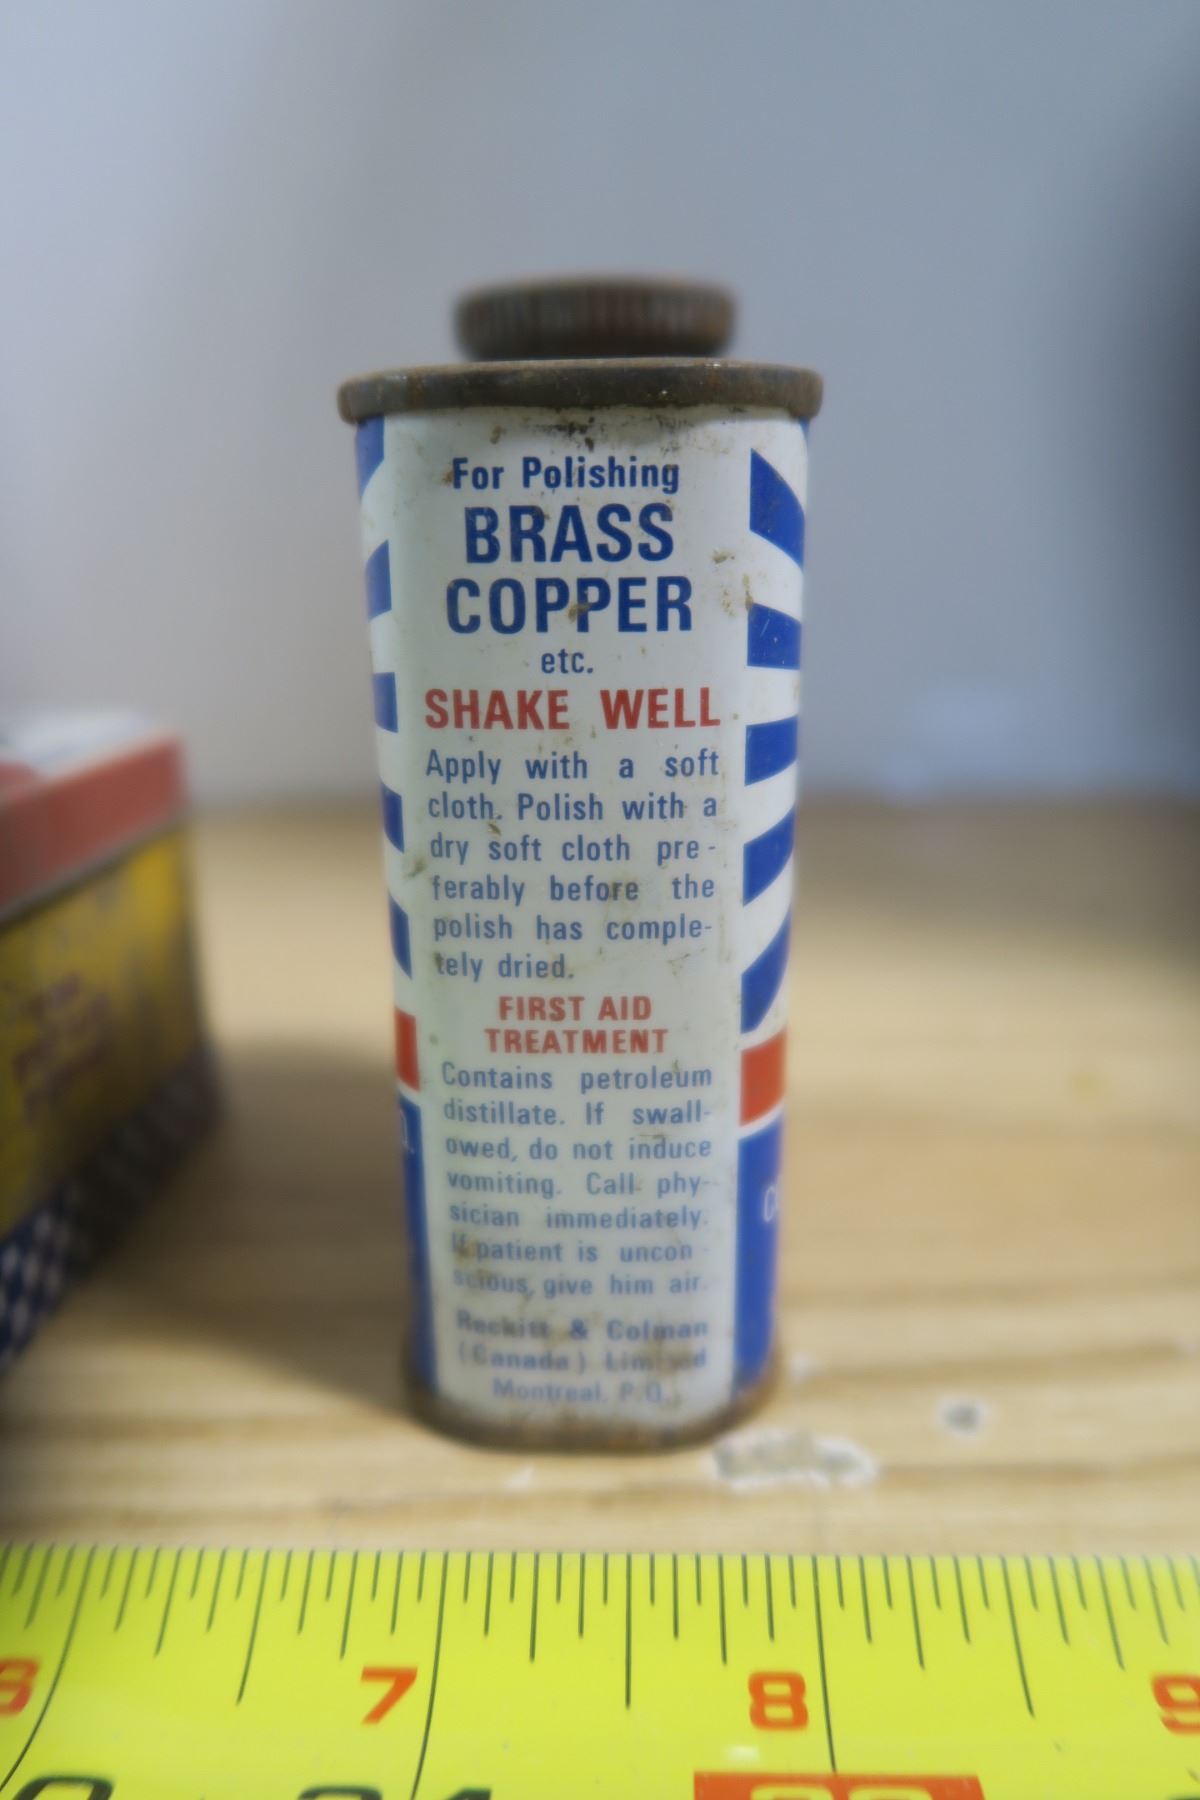 For Polishing
BRASS
COPPER
etc.
SHAKE WELL
Apply with a soft
cloth. Polish with a
dry soft cloth pre-
ferably before the
polish has comple-
tely dried.
FIRST AID
TREATMENT
Contains petroleum
distillate. If swall-
owed, do not induce
vomiting. Call phy-
sician immediately.
If patient is uncon-
scious, give him air.
Reckitt & Colman
(Canada) Limited
Montreal, P.Q.
6 7 8 9